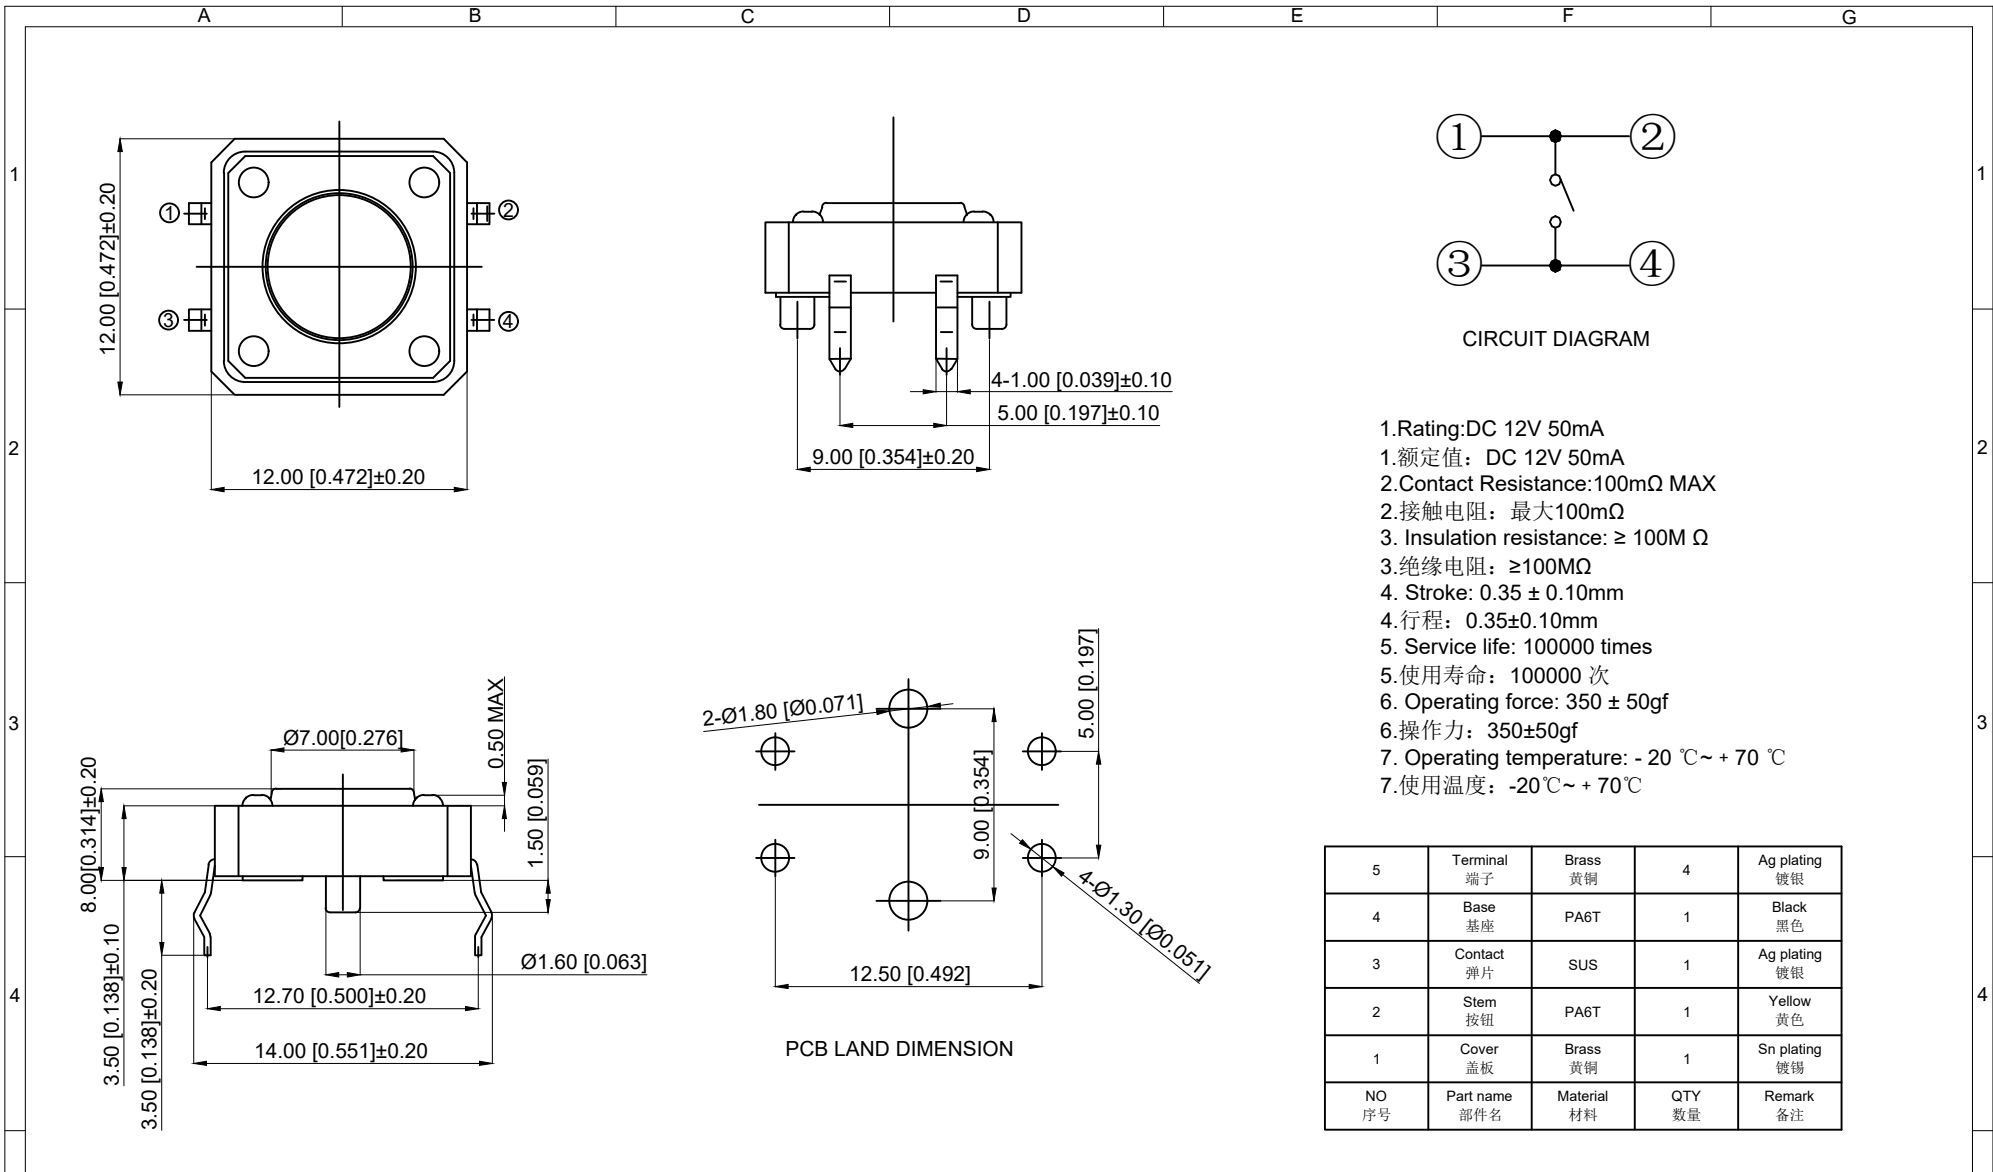 A B C D E F G
1
2
3
4
1
2
3
4
12.00 [0.472]±0.20
①
②
③
④
12.00 [0.472]±0.20
4-1.00 [0.039]±0.10
5.00 [0.197]±0.10
9.00 [0.354]±0.20
① ②
③ ④
CIRCUIT DIAGRAM
1.Rating:DC 12V 50mA
1.额定值：DC 12V 50mA
2.Contact Resistance:100mΩ MAX
2.接触电阻：最大100mΩ
3. Insulation resistance: ≥ 100M Ω
3.绝缘电阻：≥100MΩ
4. Stroke: 0.35 ± 0.10mm
4.行程：0.35±0.10mm
5. Service life: 100000 times
5.使用寿命：100000 次
6. Operating force: 350 ± 50gf
6.操作力：350±50gf
7. Operating temperature: - 20 ℃~ + 70 ℃
7.使用温度：-20℃~ + 70℃
Ø7.00[0.276]
0.50 MAX
8.00[0.314]±0.20
1.50 [0.059]
3.50 [0.138]±0.10
3.50 [0.138]±0.20
Ø1.60 [0.063]
12.70 [0.500]±0.20
14.00 [0.551]±0.20
2-Ø1.80 [Ø0.071]
5.00 [0.197]
9.00 [0.354]
4-Ø1.30 [Ø0.051]
12.50 [0.492]
PCB LAND DIMENSION
5 Terminal Brass 4 Ag plating
端子 黄铜 镀银
4 Base PA6T 1 Black
基座 黑色
3 Contact SUS 1 Ag plating
弹片 镀银
2 Stem PA6T 1 Yellow
按钮 黄色
1 Cover Brass 1 Sn plating
盖板 黄铜 镀锡
NO Part name Material QTY Remark
序号 部件名 材料 数量 备注